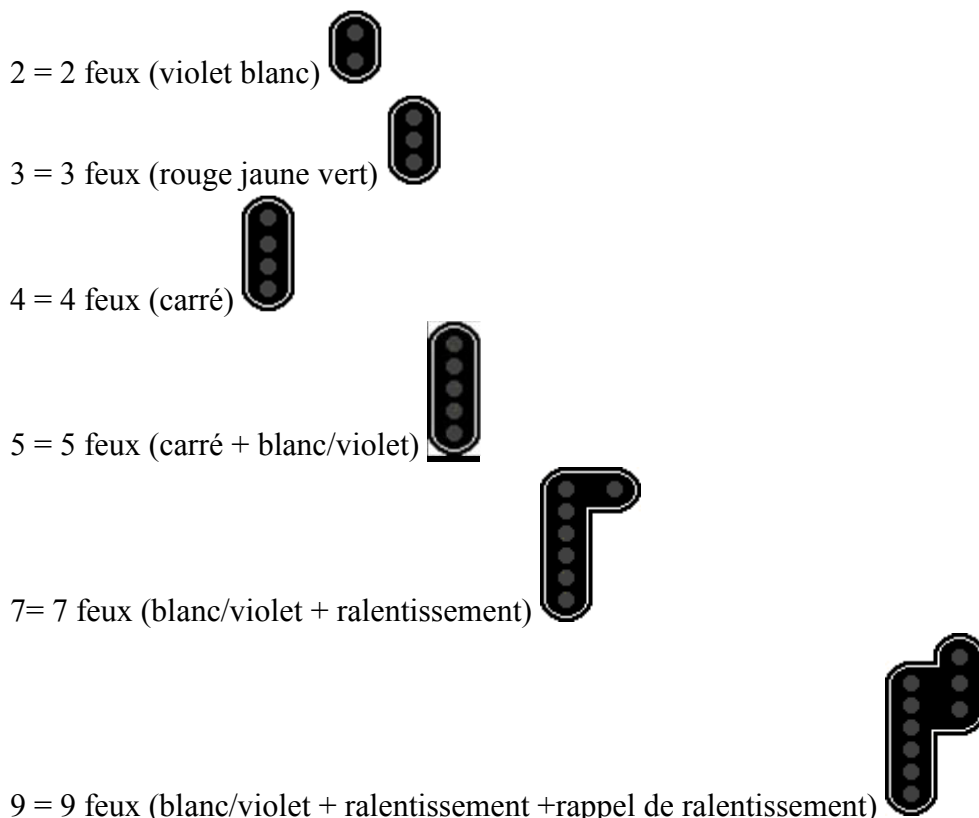 2 = 2 feux (violet blanc)
3 = 3 feux (rouge jaune vert)
4 = 4 feux (carré)
5 = 5 feux (carré + blanc/violet)
7= 7 feux (blanc/violet + ralentissement)
9 = 9 feux (blanc/violet + ralentissement +rappel de ralentissement)